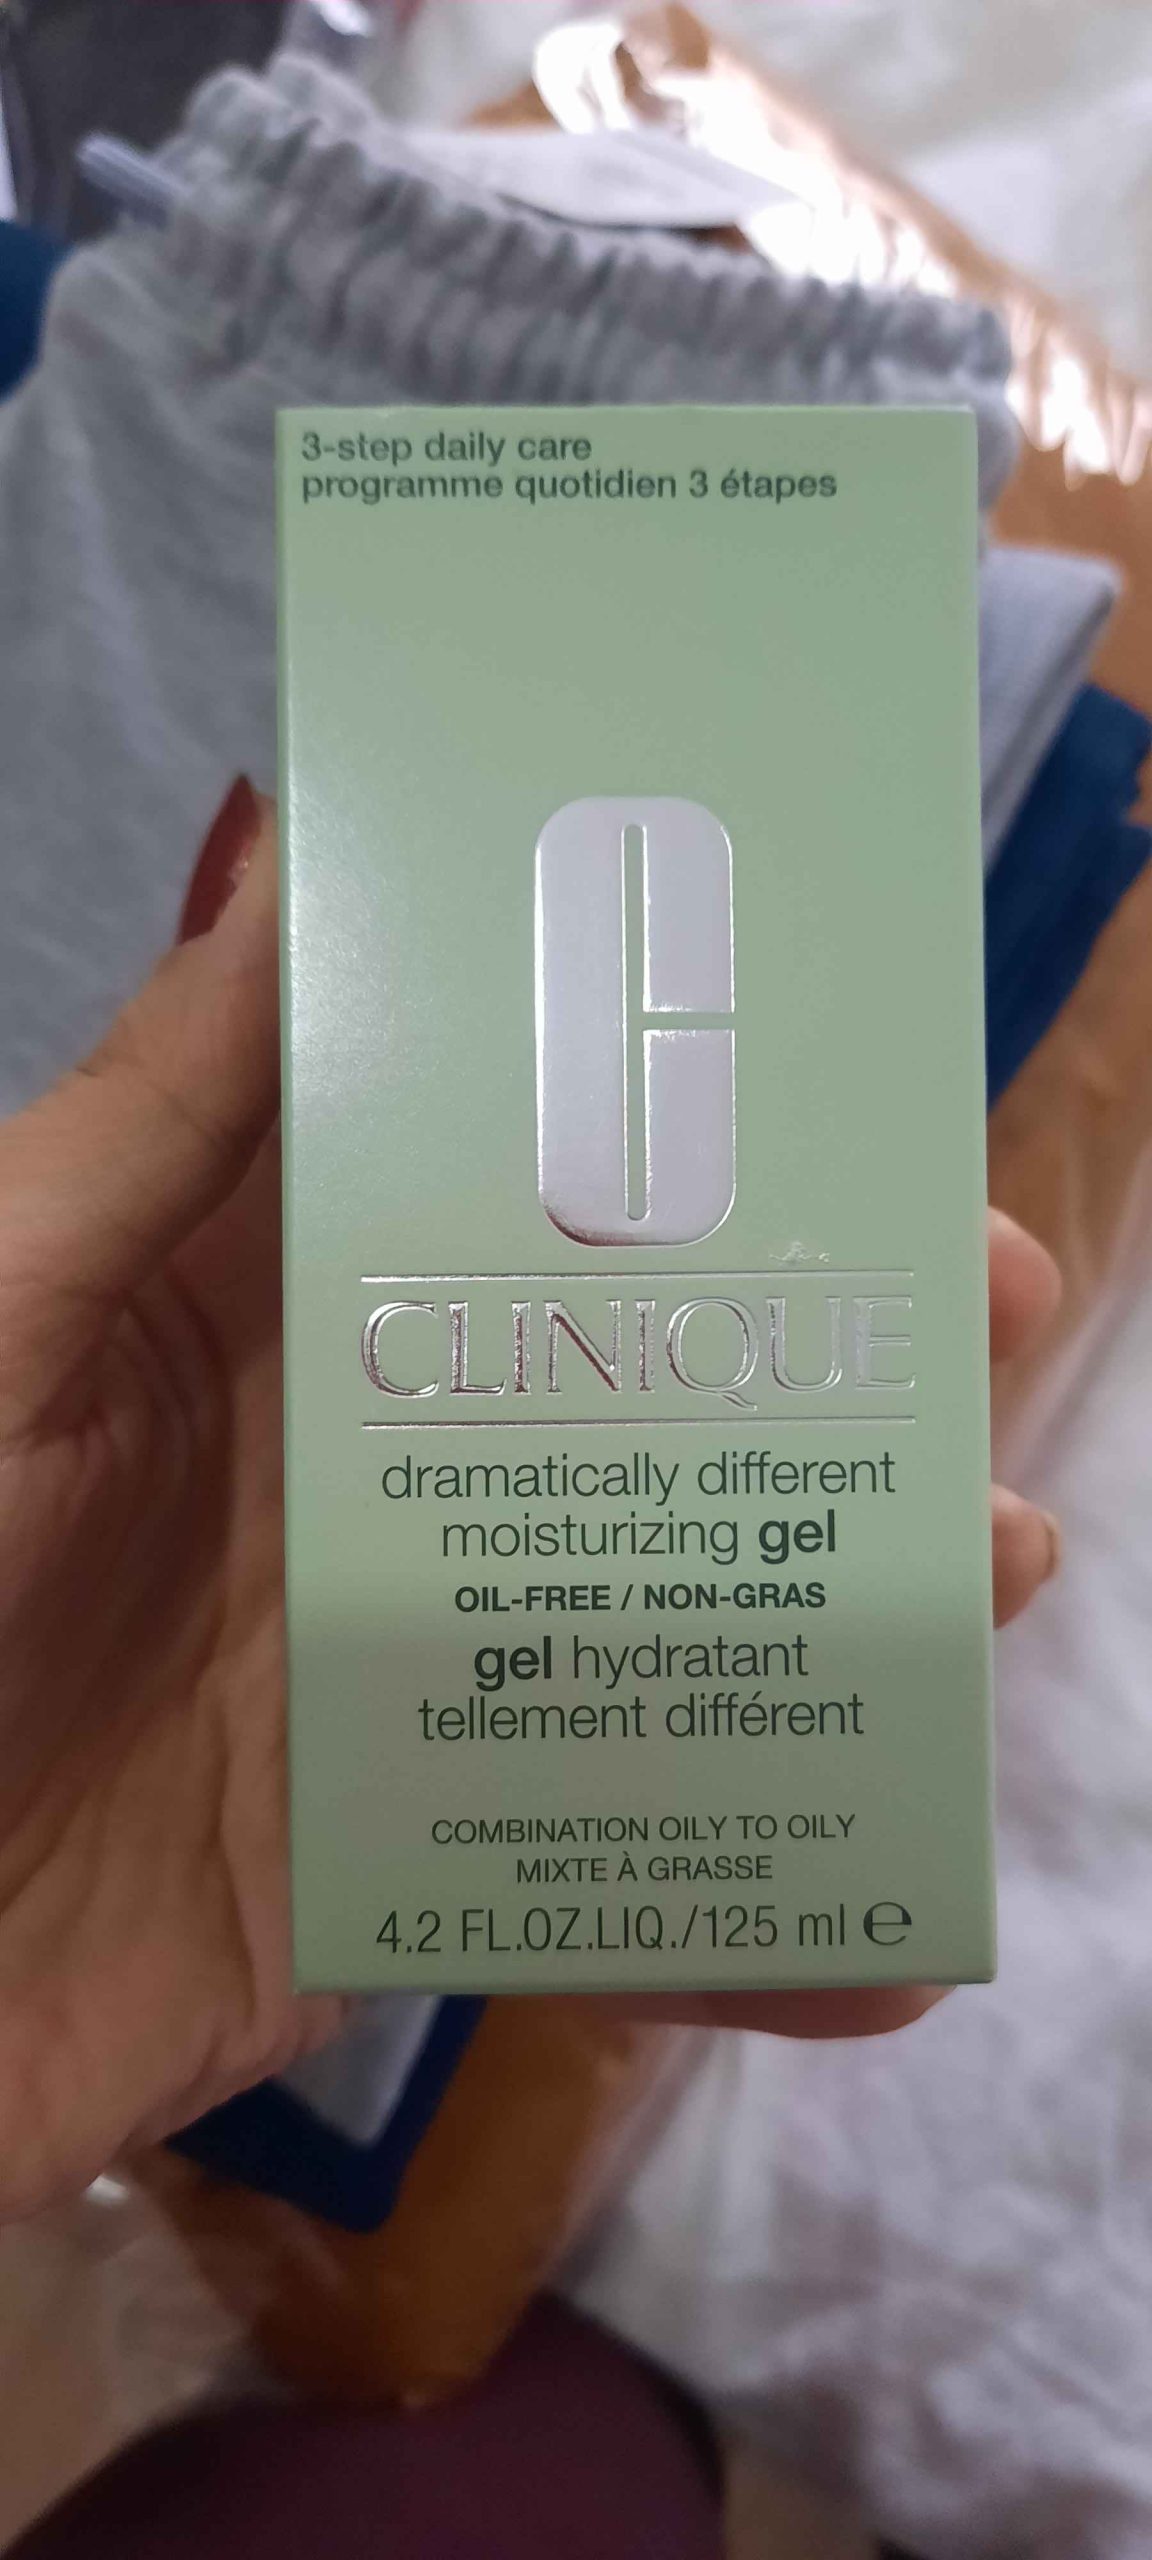 3-step daily care
programme quotidien 3 étapes
CLINIQUE
dramatically different
moisturizing gel
OIL-FREE / NON-GRAS
gel hydratant
tellement différent
COMBINATION OILY TO OILY
MIXTE À GRASSE
4.2 FL.OZ.LIQ./125 ml ℮